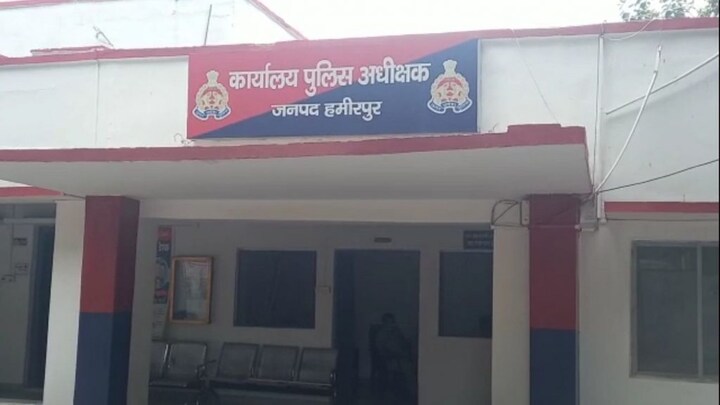 कार्यालय पुलिस अधीक्षक
जनपद हमीरपुर